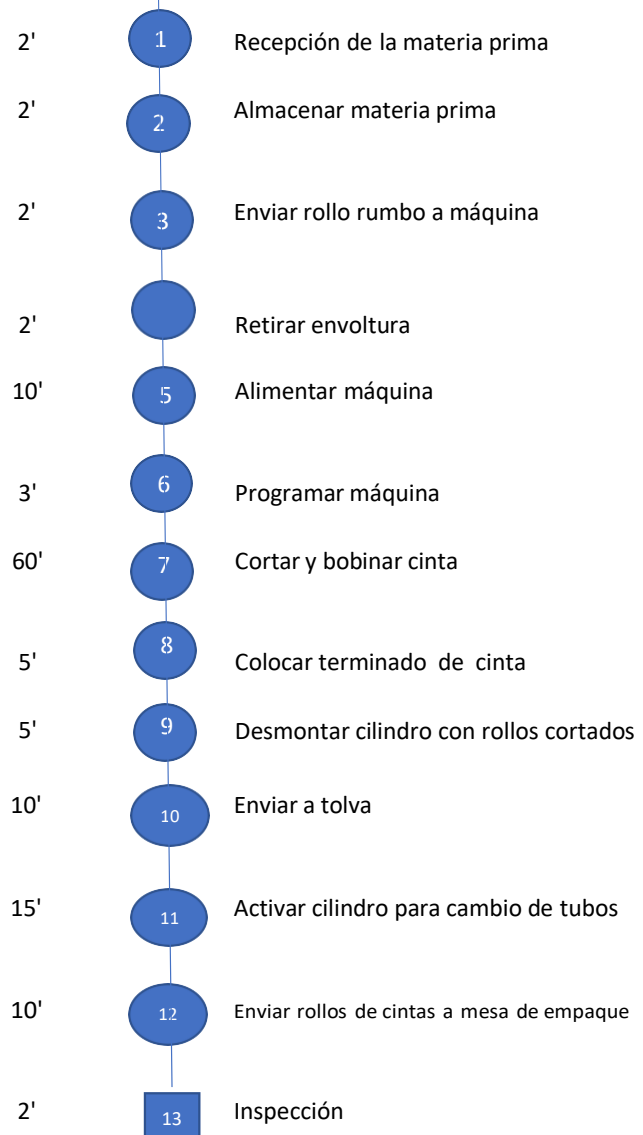 2' 1 Recepción de la materia prima
2' 2 Almacenar materia prima
2' 3 Enviar rollo rumbo a máquina
2' Retirar envoltura
10' 5 Alimentar máquina
3' 6 Programar máquina
60' 7 Cortar y bobinar cinta
5' 8 Colocar terminado de cinta
5' 9 Desmontar cilindro con rollos cortados
10' 10 Enviar a tolva
15' 11 Activar cilindro para cambio de tubos
10' 12 Enviar rollos de cintas a mesa de empaque
2' 13 Inspección